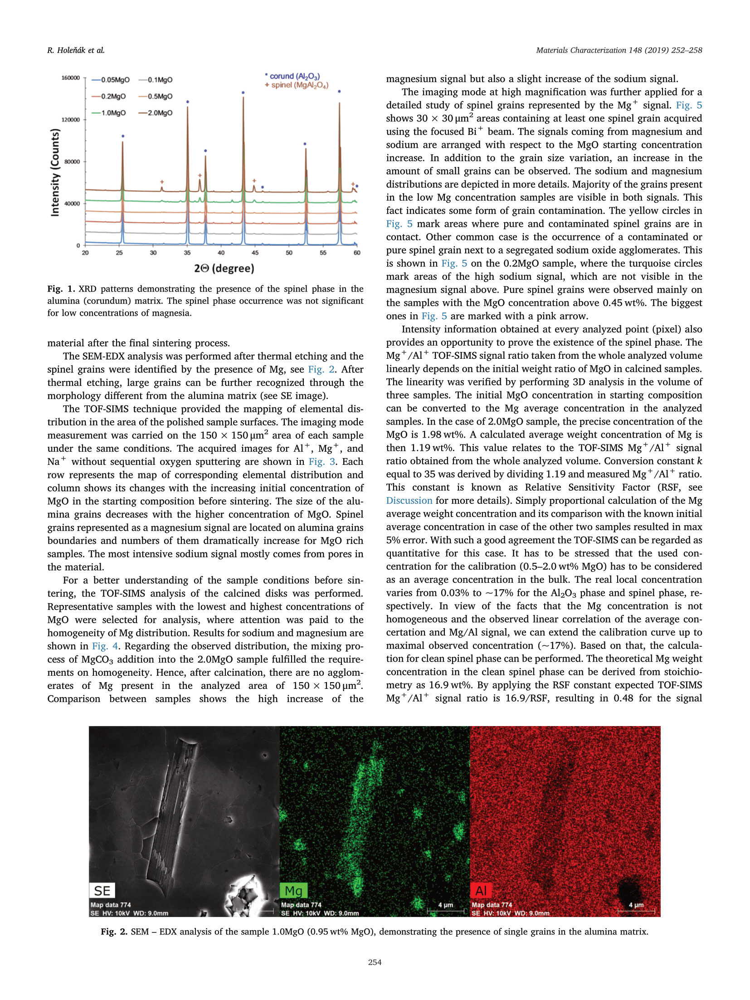 R. Holeňák et al.
Materials Characterization 148 (2019) 252–258
160000
120000
80000
40000
0
Intensity (Counts)
0.05MgO
0.1MgO
0.2MgO
0.5MgO
1.0MgO
2.0MgO
* corund (Al₂O₃)
+ spinel (MgAl₂O₄)
20 25 30 35 40 45 50 55 60
2Θ (degree)
Fig. 1. XRD patterns demonstrating the presence of the spinel phase in the
alumina (corundum) matrix. The spinel phase occurrence was not significant
for low concentrations of magnesia.
material after the final sintering process.
The SEM-EDX analysis was performed after thermal etching and the
spinel grains were identified by the presence of Mg, see Fig. 2. After
thermal etching, large grains can be further recognized through the
morphology different from the alumina matrix (see SE image).
The TOF-SIMS technique provided the mapping of elemental dis-
tribution in the area of the polished sample surfaces. The imaging mode
measurement was carried on the 150 × 150 μm² area of each sample
under the same conditions. The acquired images for Al⁺, Mg⁺, and
Na⁺ without sequential oxygen sputtering are shown in Fig. 3. Each
row represents the map of corresponding elemental distribution and
column shows its changes with the increasing initial concentration of
MgO in the starting composition before sintering. The size of the alu-
mina grains decreases with the higher concentration of MgO. Spinel
grains represented as a magnesium signal are located on alumina grains
boundaries and numbers of them dramatically increase for MgO rich
samples. The most intensive sodium signal mostly comes from pores in
the material.
For a better understanding of the sample conditions before sin-
tering, the TOF-SIMS analysis of the calcined disks was performed.
Representative samples with the lowest and highest concentrations of
MgO were selected for analysis, where attention was paid to the
homogeneity of Mg distribution. Results for sodium and magnesium are
shown in Fig. 4. Regarding the observed distribution, the mixing pro-
cess of MgCO₃ addition into the 2.0MgO sample fulfilled the require-
ments on homogeneity. Hence, after calcination, there are no agglom-
erates of Mg present in the analyzed area of 150 × 150 μm².
Comparison between samples shows the high increase of the
magnesium signal but also a slight increase of the sodium signal.
The imaging mode at high magnification was further applied for a
detailed study of spinel grains represented by the Mg⁺ signal. Fig. 5
shows 30 × 30 μm² areas containing at least one spinel grain acquired
using the focused Bi⁺ beam. The signals coming from magnesium and
sodium are arranged with respect to the MgO starting concentration
increase. In addition to the grain size variation, an increase in the
amount of small grains can be observed. The sodium and magnesium
distributions are depicted in more details. Majority of the grains present
in the low Mg concentration samples are visible in both signals. This
fact indicates some form of grain contamination. The yellow circles in
Fig. 5 mark areas where pure and contaminated spinel grains are in
contact. Other common case is the occurrence of a contaminated or
pure spinel grain next to a segregated sodium oxide agglomerates. This
is shown in Fig. 5 on the 0.2MgO sample, where the turquoise circles
mark areas of the high sodium signal, which are not visible in the
magnesium signal above. Pure spinel grains were observed mainly on
the samples with the MgO concentration above 0.45 wt%. The biggest
ones in Fig. 5 are marked with a pink arrow.
Intensity information obtained at every analyzed point (pixel) also
provides an opportunity to prove the existence of the spinel phase. The
Mg⁺/Al⁺ TOF-SIMS signal ratio taken from the whole analyzed volume
linearly depends on the initial weight ratio of MgO in calcined samples.
The linearity was verified by performing 3D analysis in the volume of
three samples. The initial MgO concentration in starting composition
can be converted to the Mg average concentration in the analyzed
samples. In the case of 2.0MgO sample, the precise concentration of the
MgO is 1.98 wt%. A calculated average weight concentration of Mg is
then 1.19 wt%. This value relates to the TOF-SIMS Mg⁺/Al⁺ signal
ratio obtained from the whole analyzed volume. Conversion constant k
equal to 35 was derived by dividing 1.19 and measured Mg⁺/Al⁺ ratio.
This constant is known as Relative Sensitivity Factor (RSF, see
Discussion for more details). Simply proportional calculation of the Mg
average weight concentration and its comparison with the known initial
average concentration in case of the other two samples resulted in max
5% error. With such a good agreement the TOF-SIMS can be regarded as
quantitative for this case. It has to be stressed that the used con-
centration for the calibration (0.5–2.0 wt% MgO) has to be considered
as an average concentration in the bulk. The real local concentration
varies from 0.03% to ~17% for the Al₂O₃ phase and spinel phase, re-
spectively. In view of the facts that the Mg concentration is not
homogeneous and the observed linear correlation of the average con-
certation and Mg/Al signal, we can extend the calibration curve up to
maximal observed concentration (~17%). Based on that, the calcula-
tion for clean spinel phase can be performed. The theoretical Mg weight
concentration in the clean spinel phase can be derived from stoichio-
metry as 16.9 wt%. By applying the RSF constant expected TOF-SIMS
Mg⁺/Al⁺ signal ratio is 16.9/RSF, resulting in 0.48 for the signal
SE
Map data 774
SE HV: 10kV WD: 9.0mm
4
Mg
Map data 774
SE HV: 10kV WD: 9.0mm
4 μm
Al
Map data 774
SE HV: 10kV WD: 9.0mm
4 μm
Fig. 2. SEM – EDX analysis of the sample 1.0MgO (0.95 wt% MgO), demonstrating the presence of single grains in the alumina matrix.
254